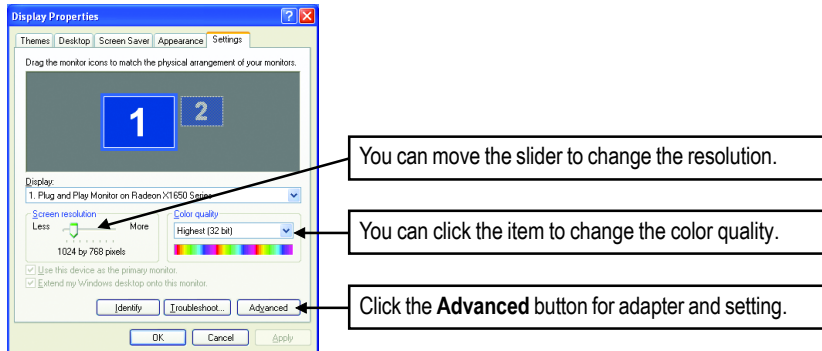 Display Properties
Themes Desktop Screen Saver Appearance Settings
Drag the monitor icons to match the physical arrangement of your monitors.
1 2
Display:
1. Plug and Play Monitor on Radeon X1650 Series
Screen resolution
Less More
1024 by 768 pixels
Color quality
Highest (32 bit)
Use this device as the primary monitor.
Extend my Windows desktop onto this monitor.
Identify Troubleshoot... Advanced
OK Cancel Apply
You can move the slider to change the resolution.
You can click the item to change the color quality.
Click the Advanced button for adapter and setting.